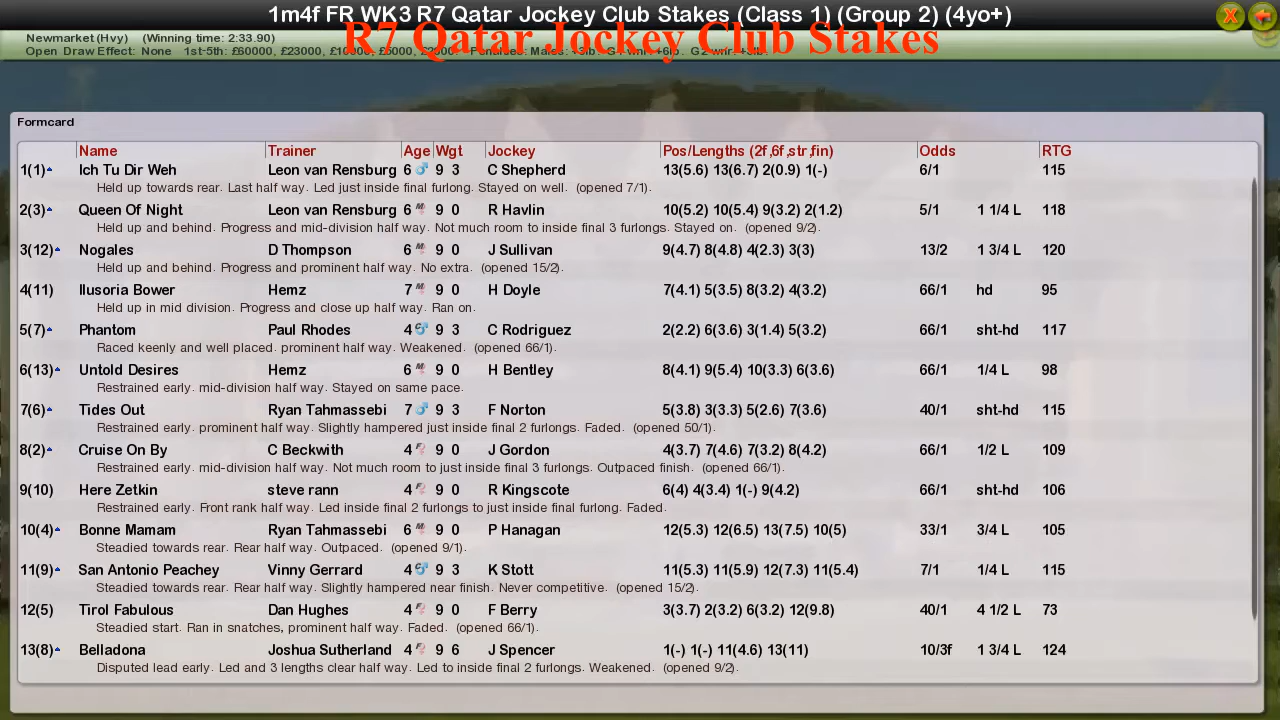 1m4f FR WK3 R7 Qatar Jockey Club Stakes (Class 1) (Group 2) (4yo+)
R7 Qatar Jockey Club Stakes
Newmarket (Hvy) (Winning time: 2:33.90)
Open Draw Effect: None 1st-5th: £60000, £23000,
Formcard
Name Trainer Age Wgt Jockey Pos/Lengths (2f,6f,str,fin) Odds RTG
1(1) Ich Tu Dir Weh Leon van Rensburg 6 9 3 C Shepherd 13(5.6) 13(6.7) 2(0.9) 1(-) 6/1 115
Held up towards rear. Last half way. Led just inside final furlong. Stayed on well. (opened 7/1).
2(3) Queen Of Night Leon van Rensburg 6 9 0 R Havlin 10(5.2) 10(5.4) 9(3.2) 2(1.2) 5/1 1 1/4 L 118
Held up and behind. Progress and mid-division half way. Not much room to inside final 3 furlongs. Stayed on. (opened 9/2).
3(12) Nogales D Thompson 6 9 0 J Sullivan 9(4.7) 8(4.8) 4(2.3) 3(3) 13/2 1 3/4 L 120
Held up and behind. Progress and prominent half way. No extra. (opened 15/2).
4(11) Ilusoria Bower Hemz 7 9 0 H Doyle 7(4.1) 5(3.5) 8(3.2) 4(3.2) 66/1 hd 95
Held up in mid division. Progress and close up half way. Ran on.
5(7) Phantom Paul Rhodes 4 9 3 C Rodriguez 2(2.2) 6(3.6) 3(1.4) 5(3.2) 66/1 sht-hd 117
Raced keenly and well placed. prominent half way. Weakened. (opened 66/1).
6(13) Untold Desires Hemz 6 9 0 H Bentley 8(4.1) 9(5.4) 10(3.3) 6(3.6) 66/1 1/4 L 98
Restrained early. mid-division half way. Stayed on same pace.
7(6) Tides Out Ryan Tahmassebi 7 9 3 F Norton 5(3.8) 3(3.3) 5(2.6) 7(3.6) 40/1 sht-hd 115
Restrained early. prominent half way. Slightly hampered just inside final 2 furlongs. Faded. (opened 50/1).
8(2) Cruise On By C Beckwith 4 9 0 J Gordon 4(3.7) 7(4.6) 7(3.2) 8(4.2) 66/1 1/2 L 109
Restrained early. mid-division half way. Not much room to just inside final 3 furlongs. Outpaced finish. (opened 66/1).
9(10) Here Zetkin steve rann 4 9 0 R Kingscote 6(4) 4(3.4) 1(-) 9(4.2) 66/1 sht-hd 106
Restrained early. Front rank half way. Led inside final 2 furlongs to just inside final furlong. Faded.
10(4) Bonne Mamam Ryan Tahmassebi 6 9 0 P Hanagan 12(5.3) 12(6.5) 13(7.5) 10(5) 33/1 3/4 L 105
Steadied towards rear. Rear half way. Outpaced. (opened 9/1).
11(9) San Antonio Peachey Vinny Gerrard 4 9 3 K Stott 11(5.3) 11(5.9) 12(7.3) 11(5.4) 7/1 1/4 L 115
Steadied towards rear. Rear half way. Slightly hampered near finish. Never competitive. (opened 15/2).
12(5) Tirol Fabulous Dan Hughes 4 9 0 F Berry 3(3.7) 2(3.2) 6(3.2) 12(9.8) 40/1 4 1/2 L 73
Steadied start. Ran in snatches, prominent half way. Faded. (opened 66/1).
13(8) Belladona Joshua Sutherland 4 9 6 J Spencer 1(-) 1(-) 11(4.6) 13(11) 10/3f 1 3/4 L 124
Disputed lead early. Led and 3 lengths clear half way. Led to inside final 2 furlongs. Weakened. (opened 9/2).